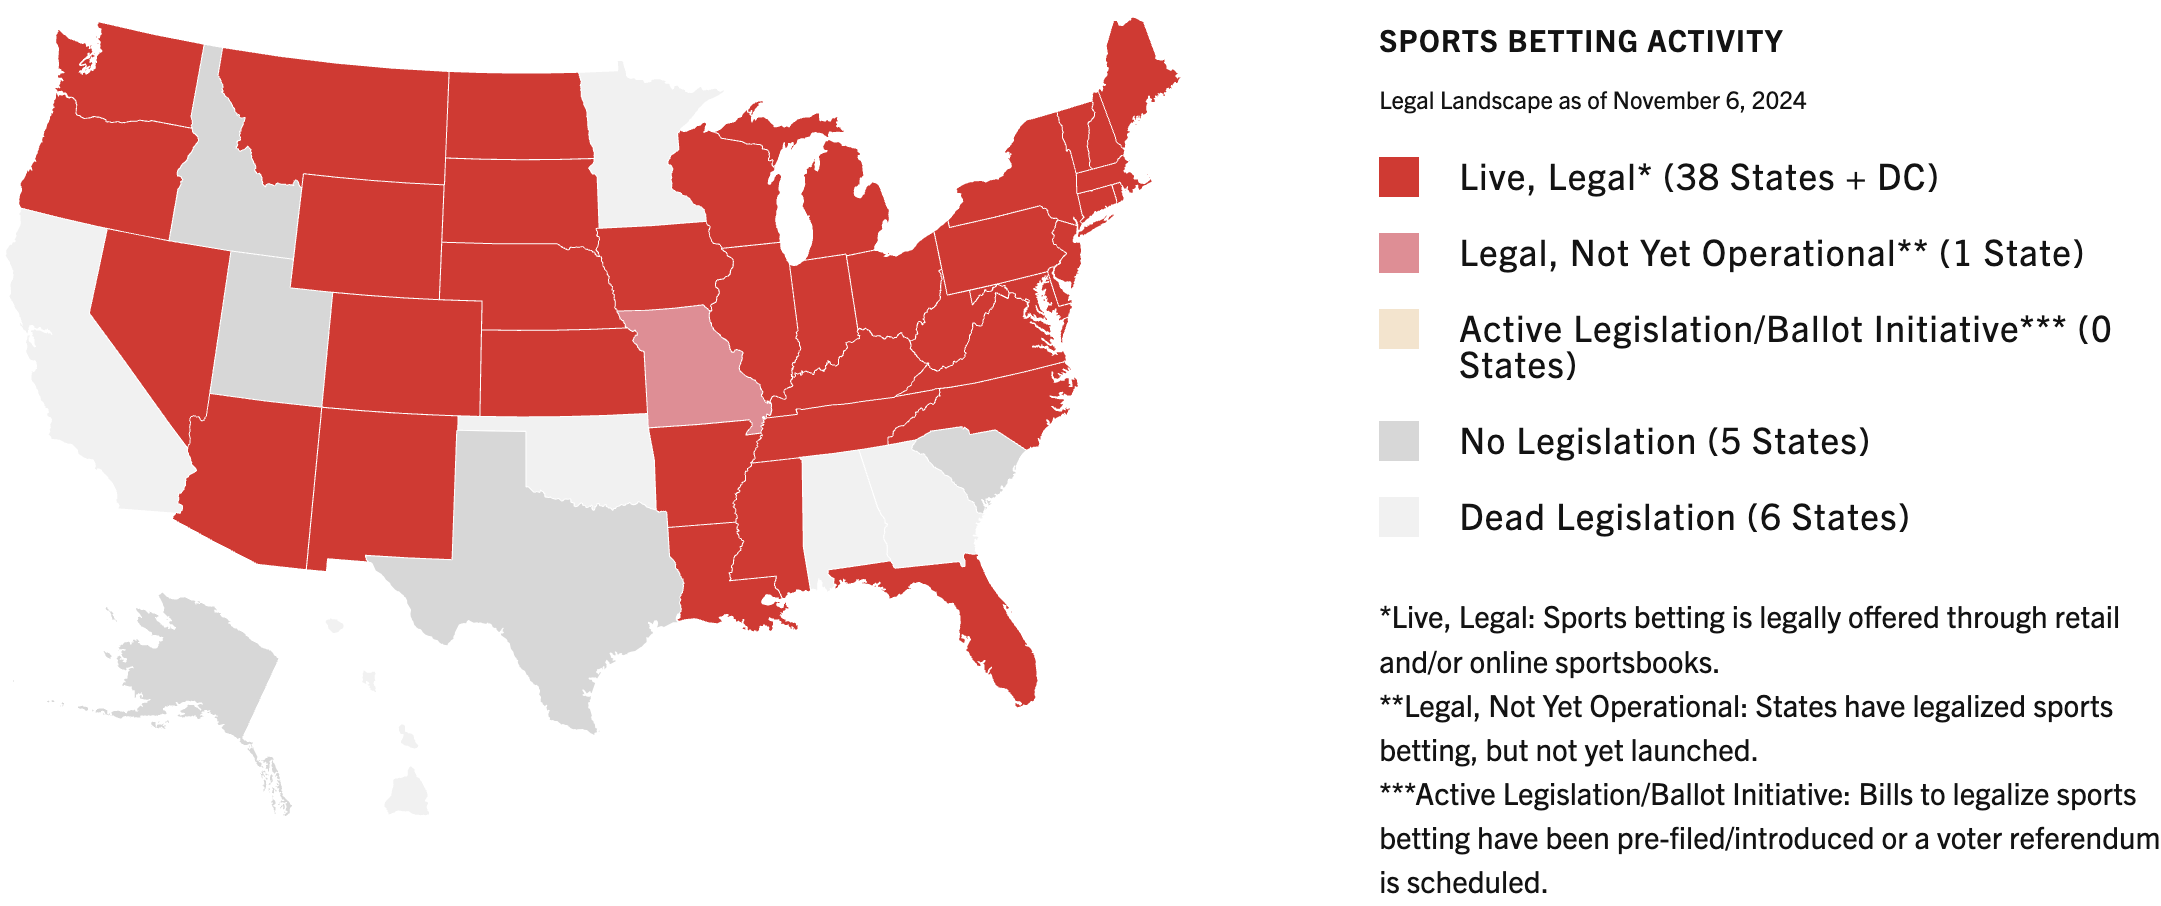 SPORTS BETTING ACTIVITY
Legal Landscape as of November 6, 2024
Live, Legal* (38 States + DC)
Legal, Not Yet Operational** (1 State)
Active Legislation/Ballot Initiative*** (0
States)
No Legislation (5 States)
Dead Legislation (6 States)
*Live, Legal: Sports betting is legally offered through retail
and/or online sportsbooks.
**Legal, Not Yet Operational: States have legalized sports
betting, but not yet launched.
***Active Legislation/Ballot Initiative: Bills to legalize sports
betting have been pre-filed/introduced or a voter referendum
is scheduled.